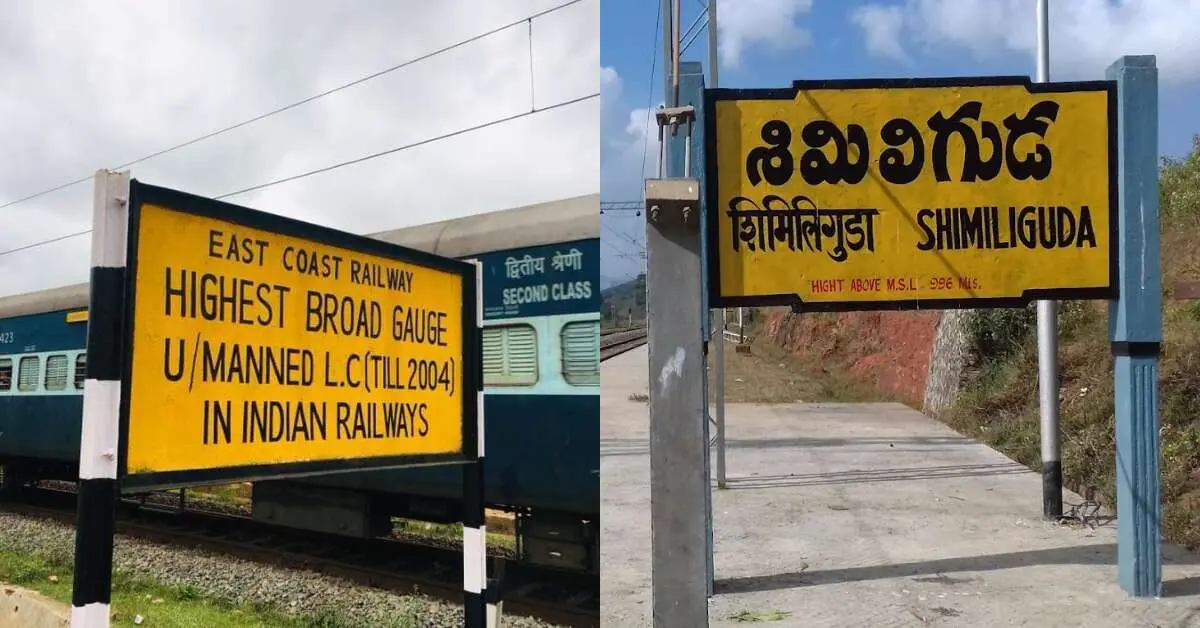 EAST COAST RAILWAY
HIGHEST BROAD GAUGE
U/MANNED L.C(TILL 2004)
IN INDIAN RAILWAYS
द्वितीय श्रेणी
SECOND CLASS
423
శిమిలిగుడ
शिमिलिगुडा SHIMILIGUDA
HIGHT ABOVE M.S.L. 996 Mts.